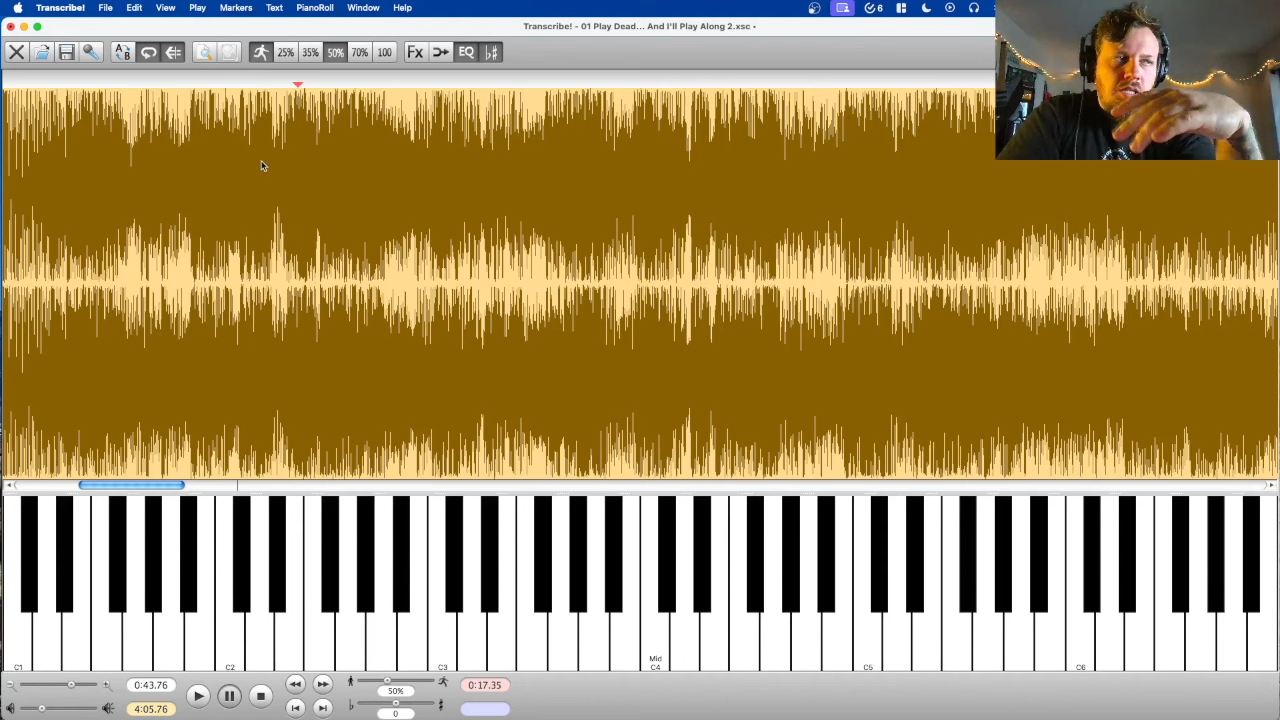 Transcribe! File Edit View Play Markers Text PianoRoll Window Help 6
Transcribe! - 01 Play Dead... And I'll Play Along 2.xsc •
A B 25% 35% 50% 70% 100 Fx EQ b♯
C1 C2 C3 Mid C4 C5 C6
0:43.76 50% 0:17.35
4:05.76 b 0 ♯